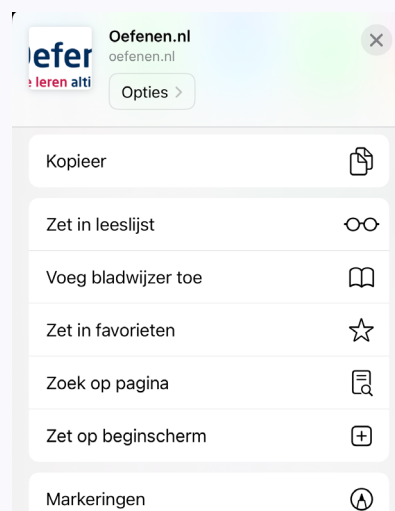 Oefenen.nl
oefenen.nl
Opties
efen
e leren alti
Kopieer
Zet in leeslijst
Voeg bladwijzer toe
Zet in favorieten
Zoek op pagina
Zet op beginscherm
Markeringen